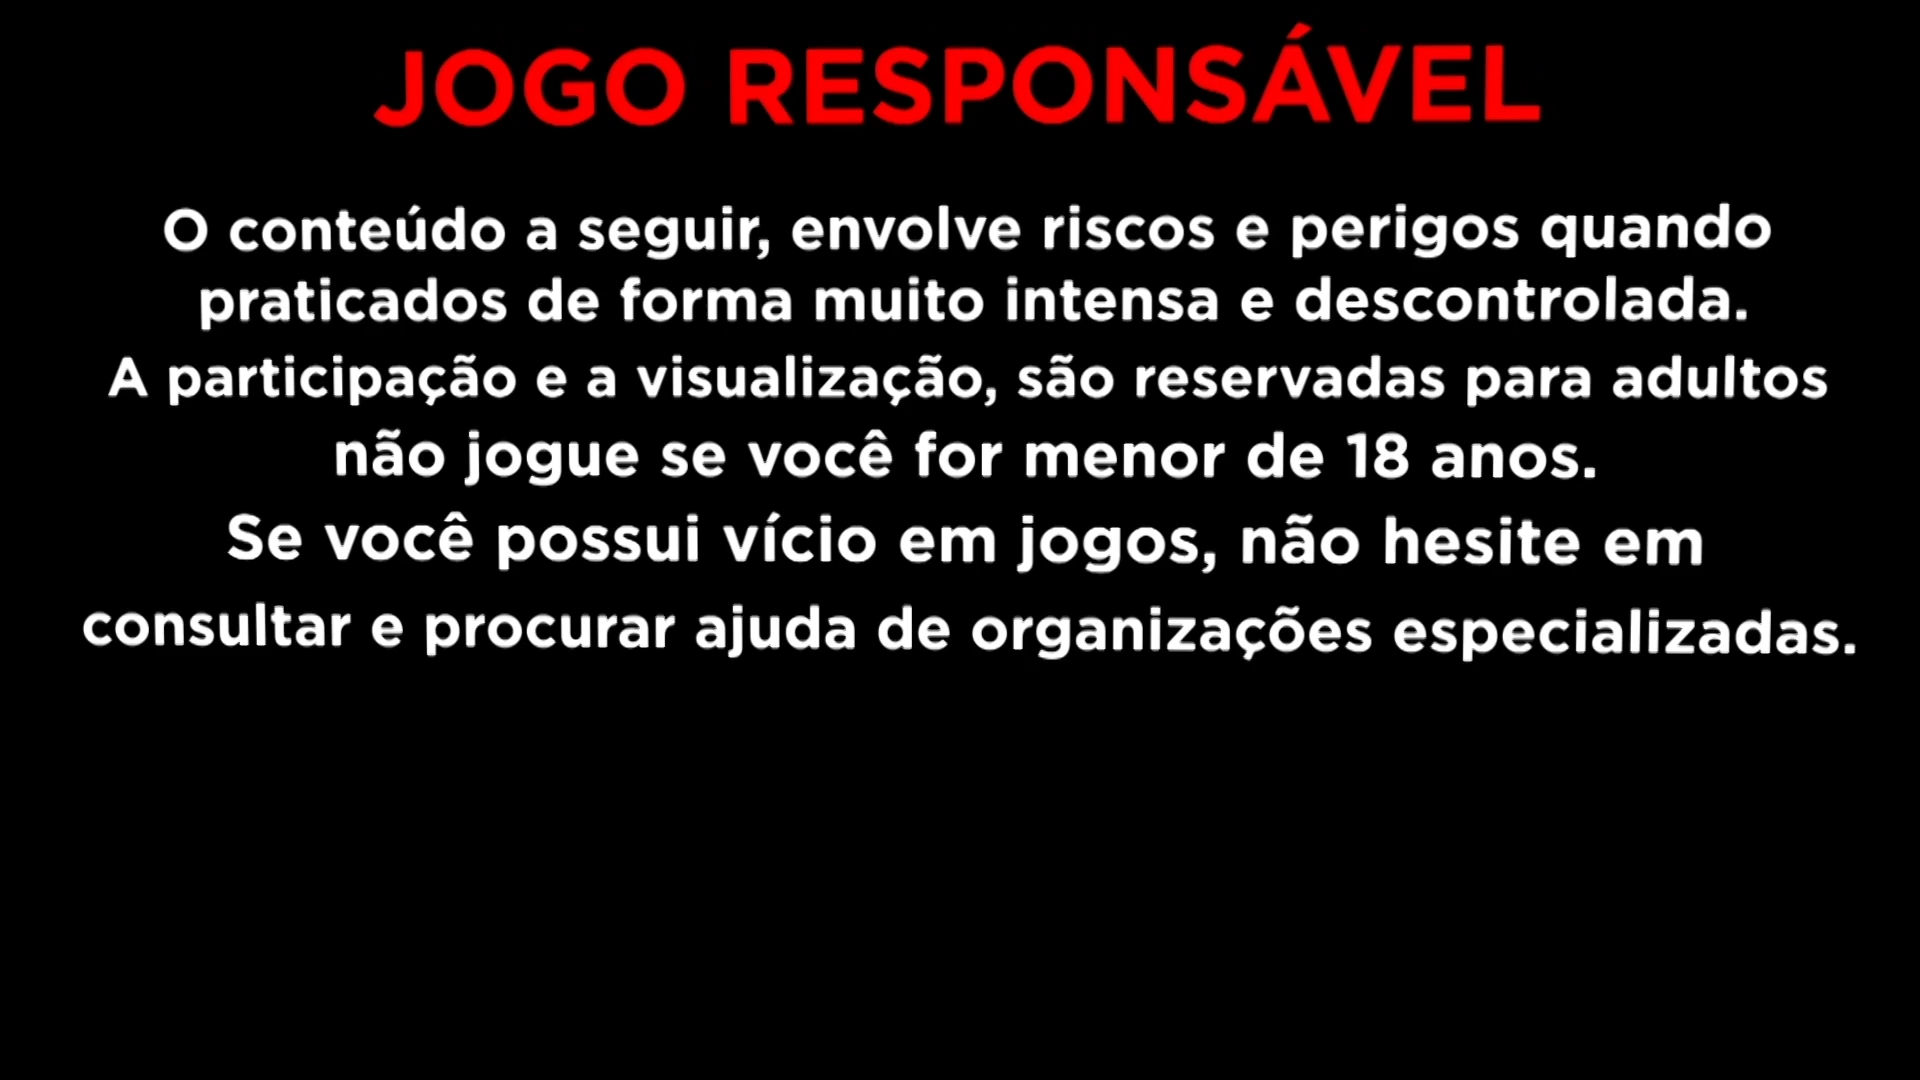 JOGO RESPONSÁVEL
O conteúdo a seguir, envolve riscos e perigos quando
praticados de forma muito intensa e descontrolada.
A participação e a visualização, são reservadas para adultos
não jogue se você for menor de 18 anos.
Se você possui vício em jogos, não hesite em
consultar e procurar ajuda de organizações especializadas.